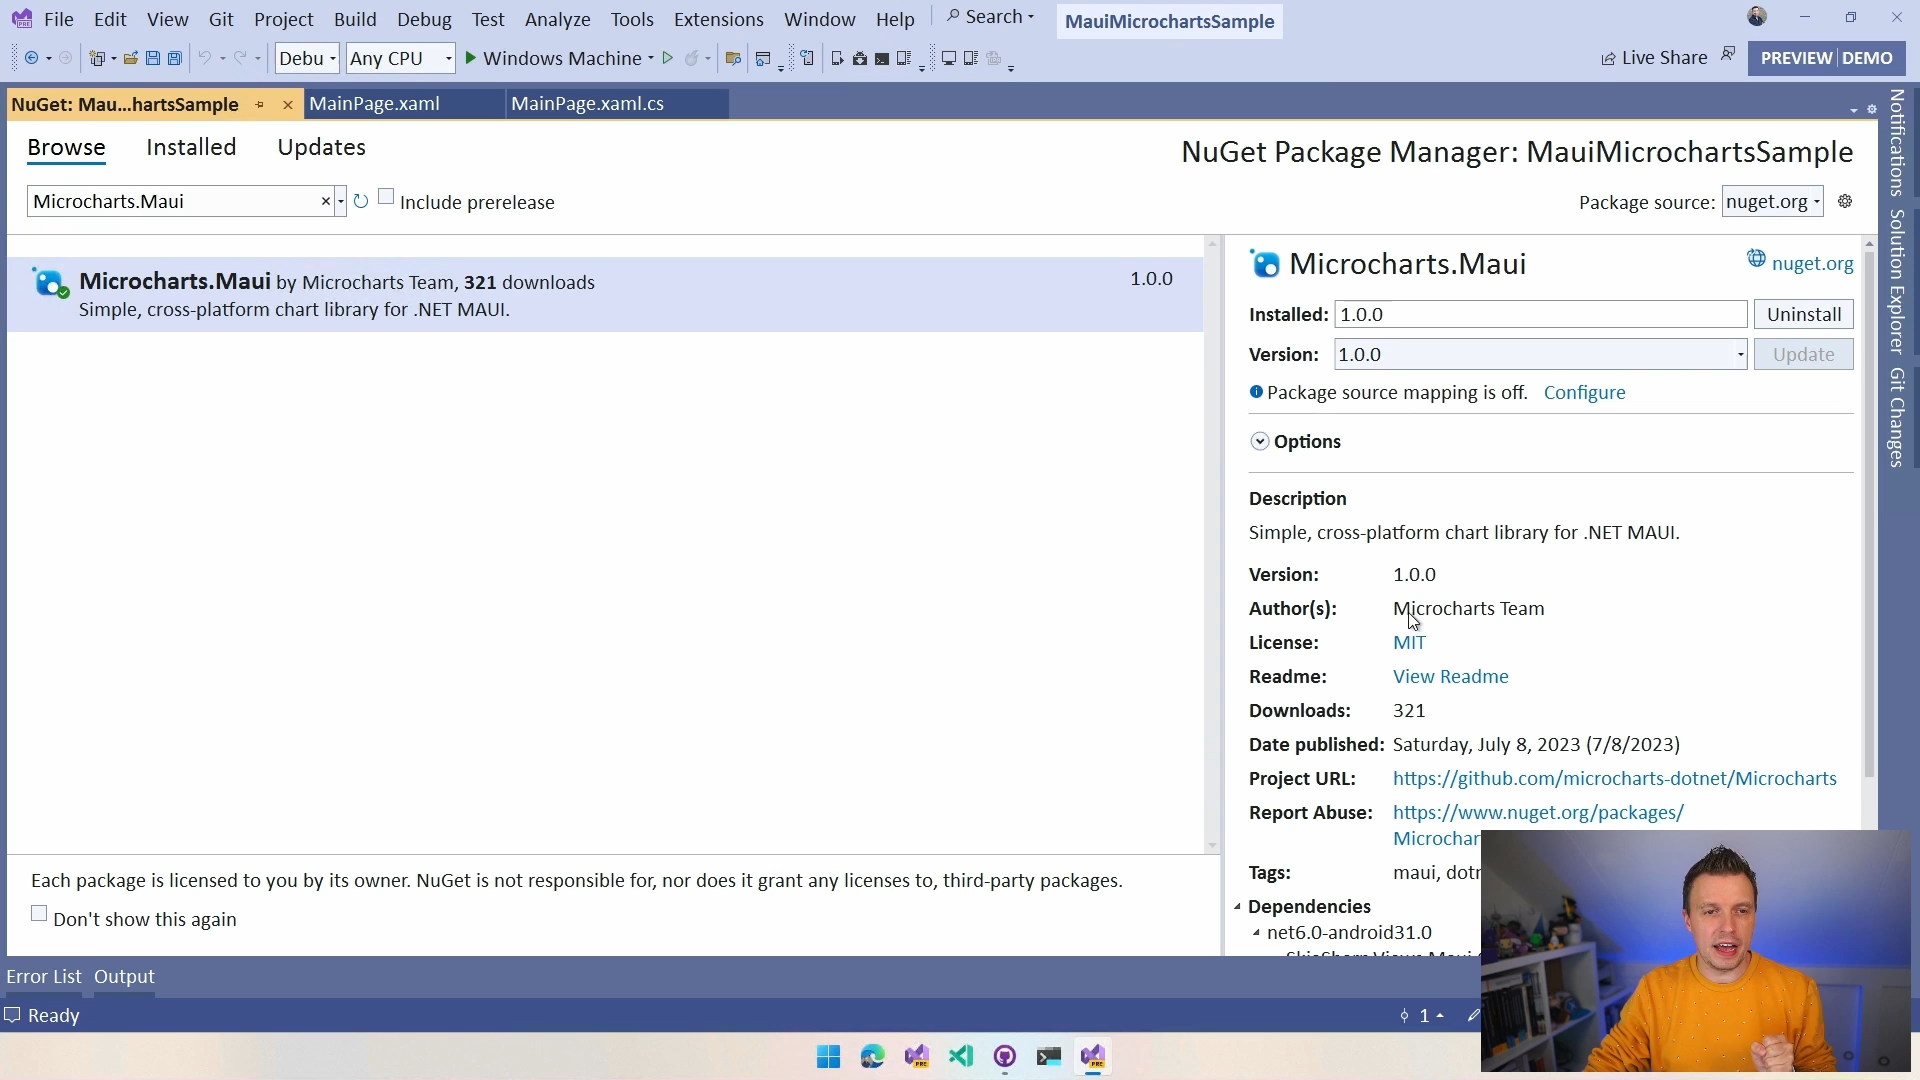 File Edit View Git Project Build Debug Test Analyze Tools Extensions Window Help Search MauiMicrochartsSample
Debu Any CPU Windows Machine Live Share PREVIEW DEMO
NuGet: Mau...hartsSample MainPage.xaml MainPage.xaml.cs
Browse Installed Updates
NuGet Package Manager: MauiMicrochartsSample
Microcharts.Maui Include prerelease
Package source: nuget.org
Microcharts.Maui by Microcharts Team, 321 downloads 1.0.0
Simple, cross-platform chart library for .NET MAUI.
Microcharts.Maui nuget.org
Installed: 1.0.0 Uninstall
Version: 1.0.0 Update
Package source mapping is off. Configure
Options
Description
Simple, cross-platform chart library for .NET MAUI.
Version: 1.0.0
Author(s): Microcharts Team
License: MIT
Readme: View Readme
Downloads: 321
Date published: Saturday, July 8, 2023 (7/8/2023)
Project URL: https://github.com/microcharts-dotnet/Microcharts
Report Abuse: https://www.nuget.org/packages/
Microchar
Tags: maui, dotn
Dependencies
net6.0-android31.0
Each package is licensed to you by its owner. NuGet is not responsible for, nor does it grant any licenses to, third-party packages.
Don't show this again
Notifications
Solution Explorer
Git Changes
Error List Output
Ready
1